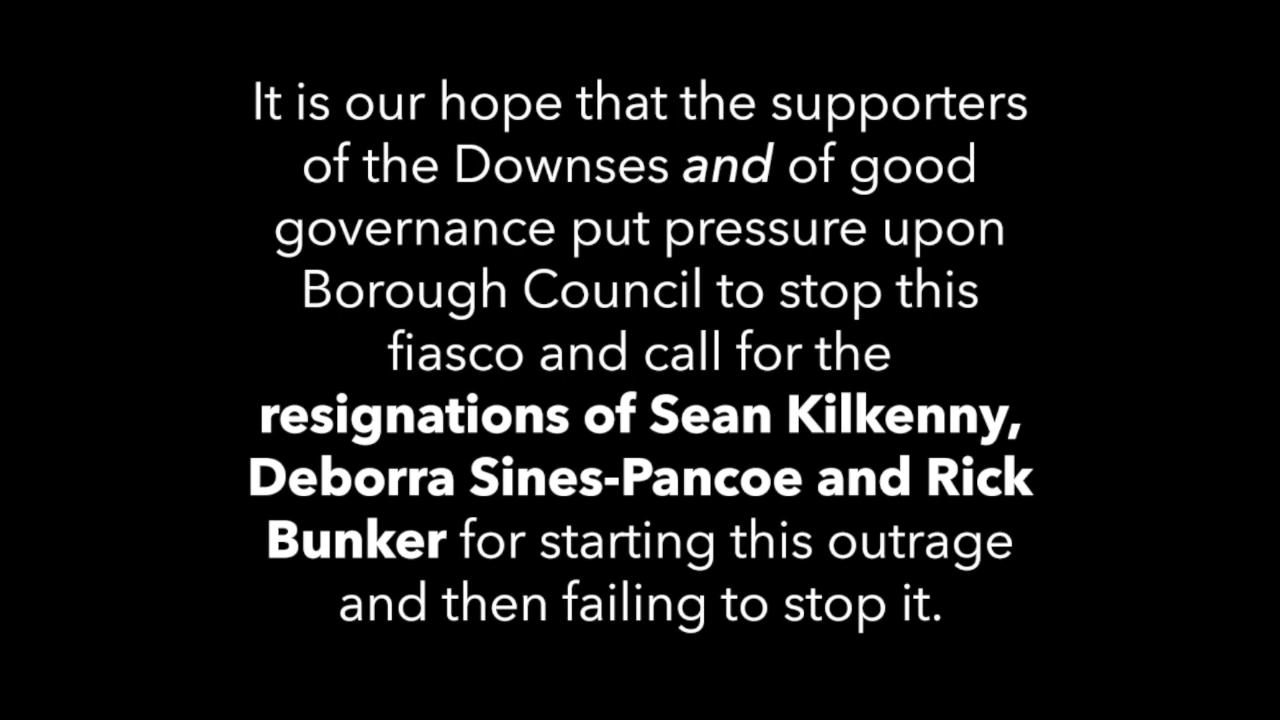 It is our hope that the supporters
of the Downses and of good
governance put pressure upon
Borough Council to stop this
fiasco and call for the
resignations of Sean Kilkenny,
Deborra Sines-Pancoe and Rick
Bunker for starting this outrage
and then failing to stop it.